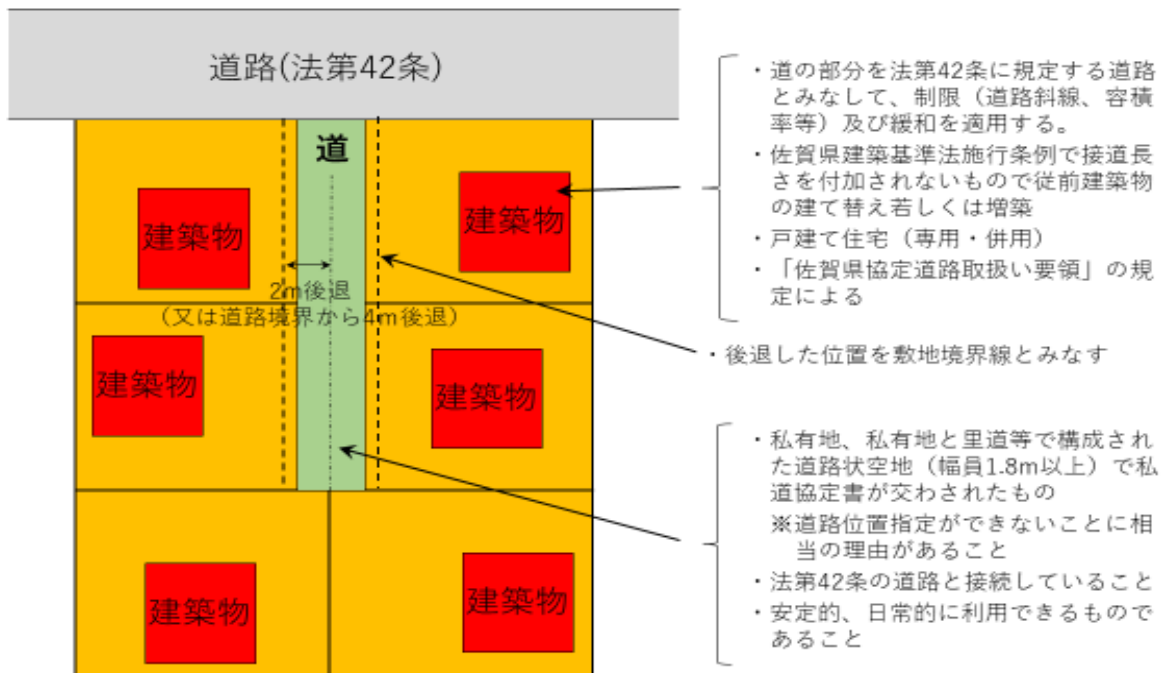 道路(法第42条)
道
建築物
建築物
2m後退
(又は道路境界から4m後退)
建築物
建築物
建築物
建築物
・道の部分を法第42条に規定する道路
とみなして、制限（道路斜線、容積
率等）及び緩和を適用する。
・佐賀県建築基準法施行条例で接道長
さを付加されないもので従前建築物
の建て替え若しくは増築
・戸建て住宅（専用・併用）
・「佐賀県協定道路取扱い要領」の規
定による
・後退した位置を敷地境界線とみなす
・私有地、私有地と里道等で構成され
た道路状空地（幅員1.8m以上）で私
道協定書が交わされたもの
※道路位置指定ができないことに相
当の理由があること
・法第42条の道路と接続していること
・安定的、日常的に利用できるもので
あること